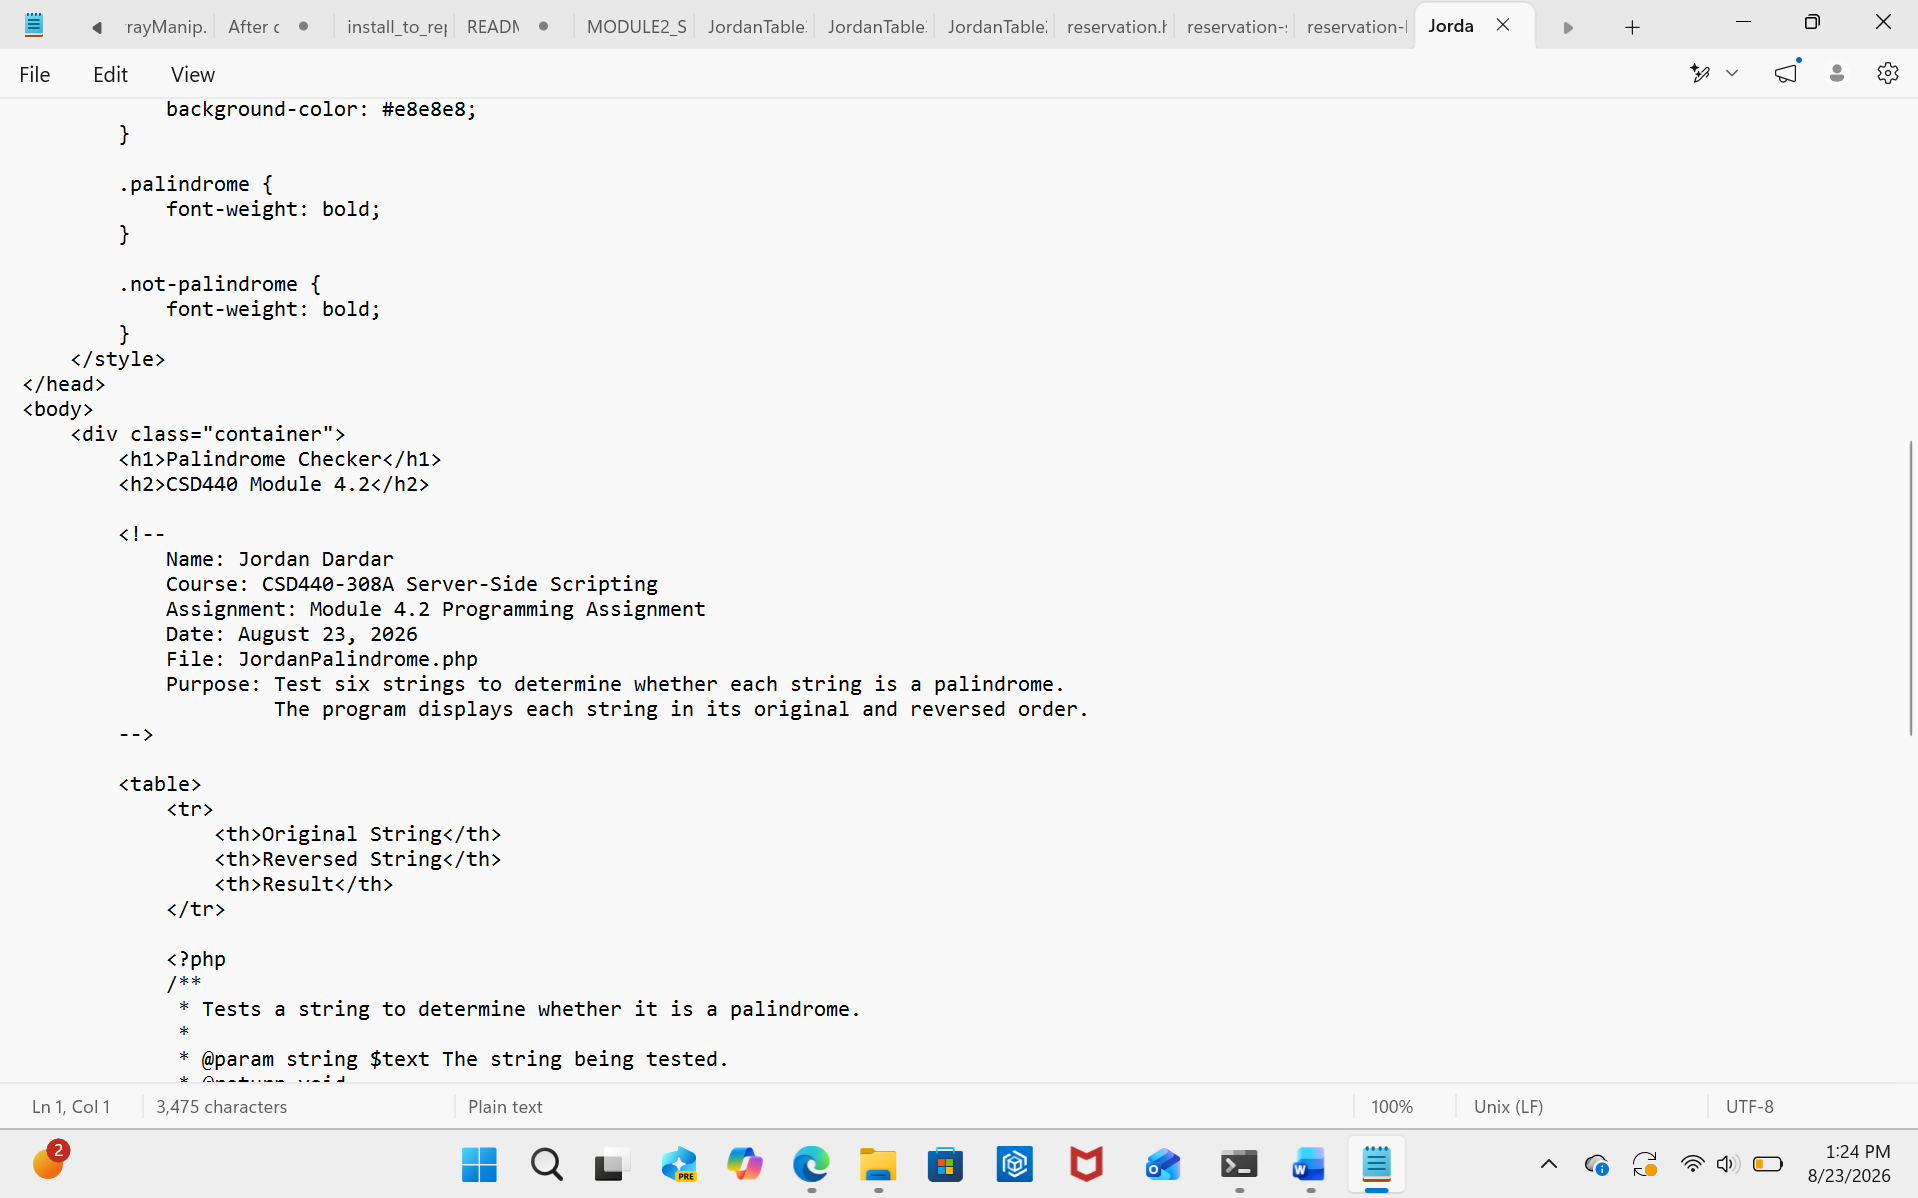 rayManip.
After c
install_to_rep
READN
MODULE2_S
JordanTable
JordanTable
JordanTable
reservation.h
reservation-s
reservation-l
Jorda
File
Edit
View
background-color: #e8e8e8;
}
.palindrome {
font-weight: bold;
}
.not-palindrome {
font-weight: bold;
}
</style>
</head>
<body>
<div class="container">
<h1>Palindrome Checker</h1>
<h2>CSD440 Module 4.2</h2>
<!--
Name: Jordan Dardar
Course: CSD440-308A Server-Side Scripting
Assignment: Module 4.2 Programming Assignment
Date: August 23, 2026
File: JordanPalindrome.php
Purpose: Test six strings to determine whether each string is a palindrome.
The program displays each string in its original and reversed order.
-->
<table>
<tr>
<th>Original String</th>
<th>Reversed String</th>
<th>Result</th>
</tr>
<?php
/**
* Tests a string to determine whether it is a palindrome.
*
* @param string $text The string being tested.
* @return void
Ln 1, Col 1
3,475 characters
Plain text
100%
Unix (LF)
UTF-8
2
PRE
1:24 PM
8/23/2026